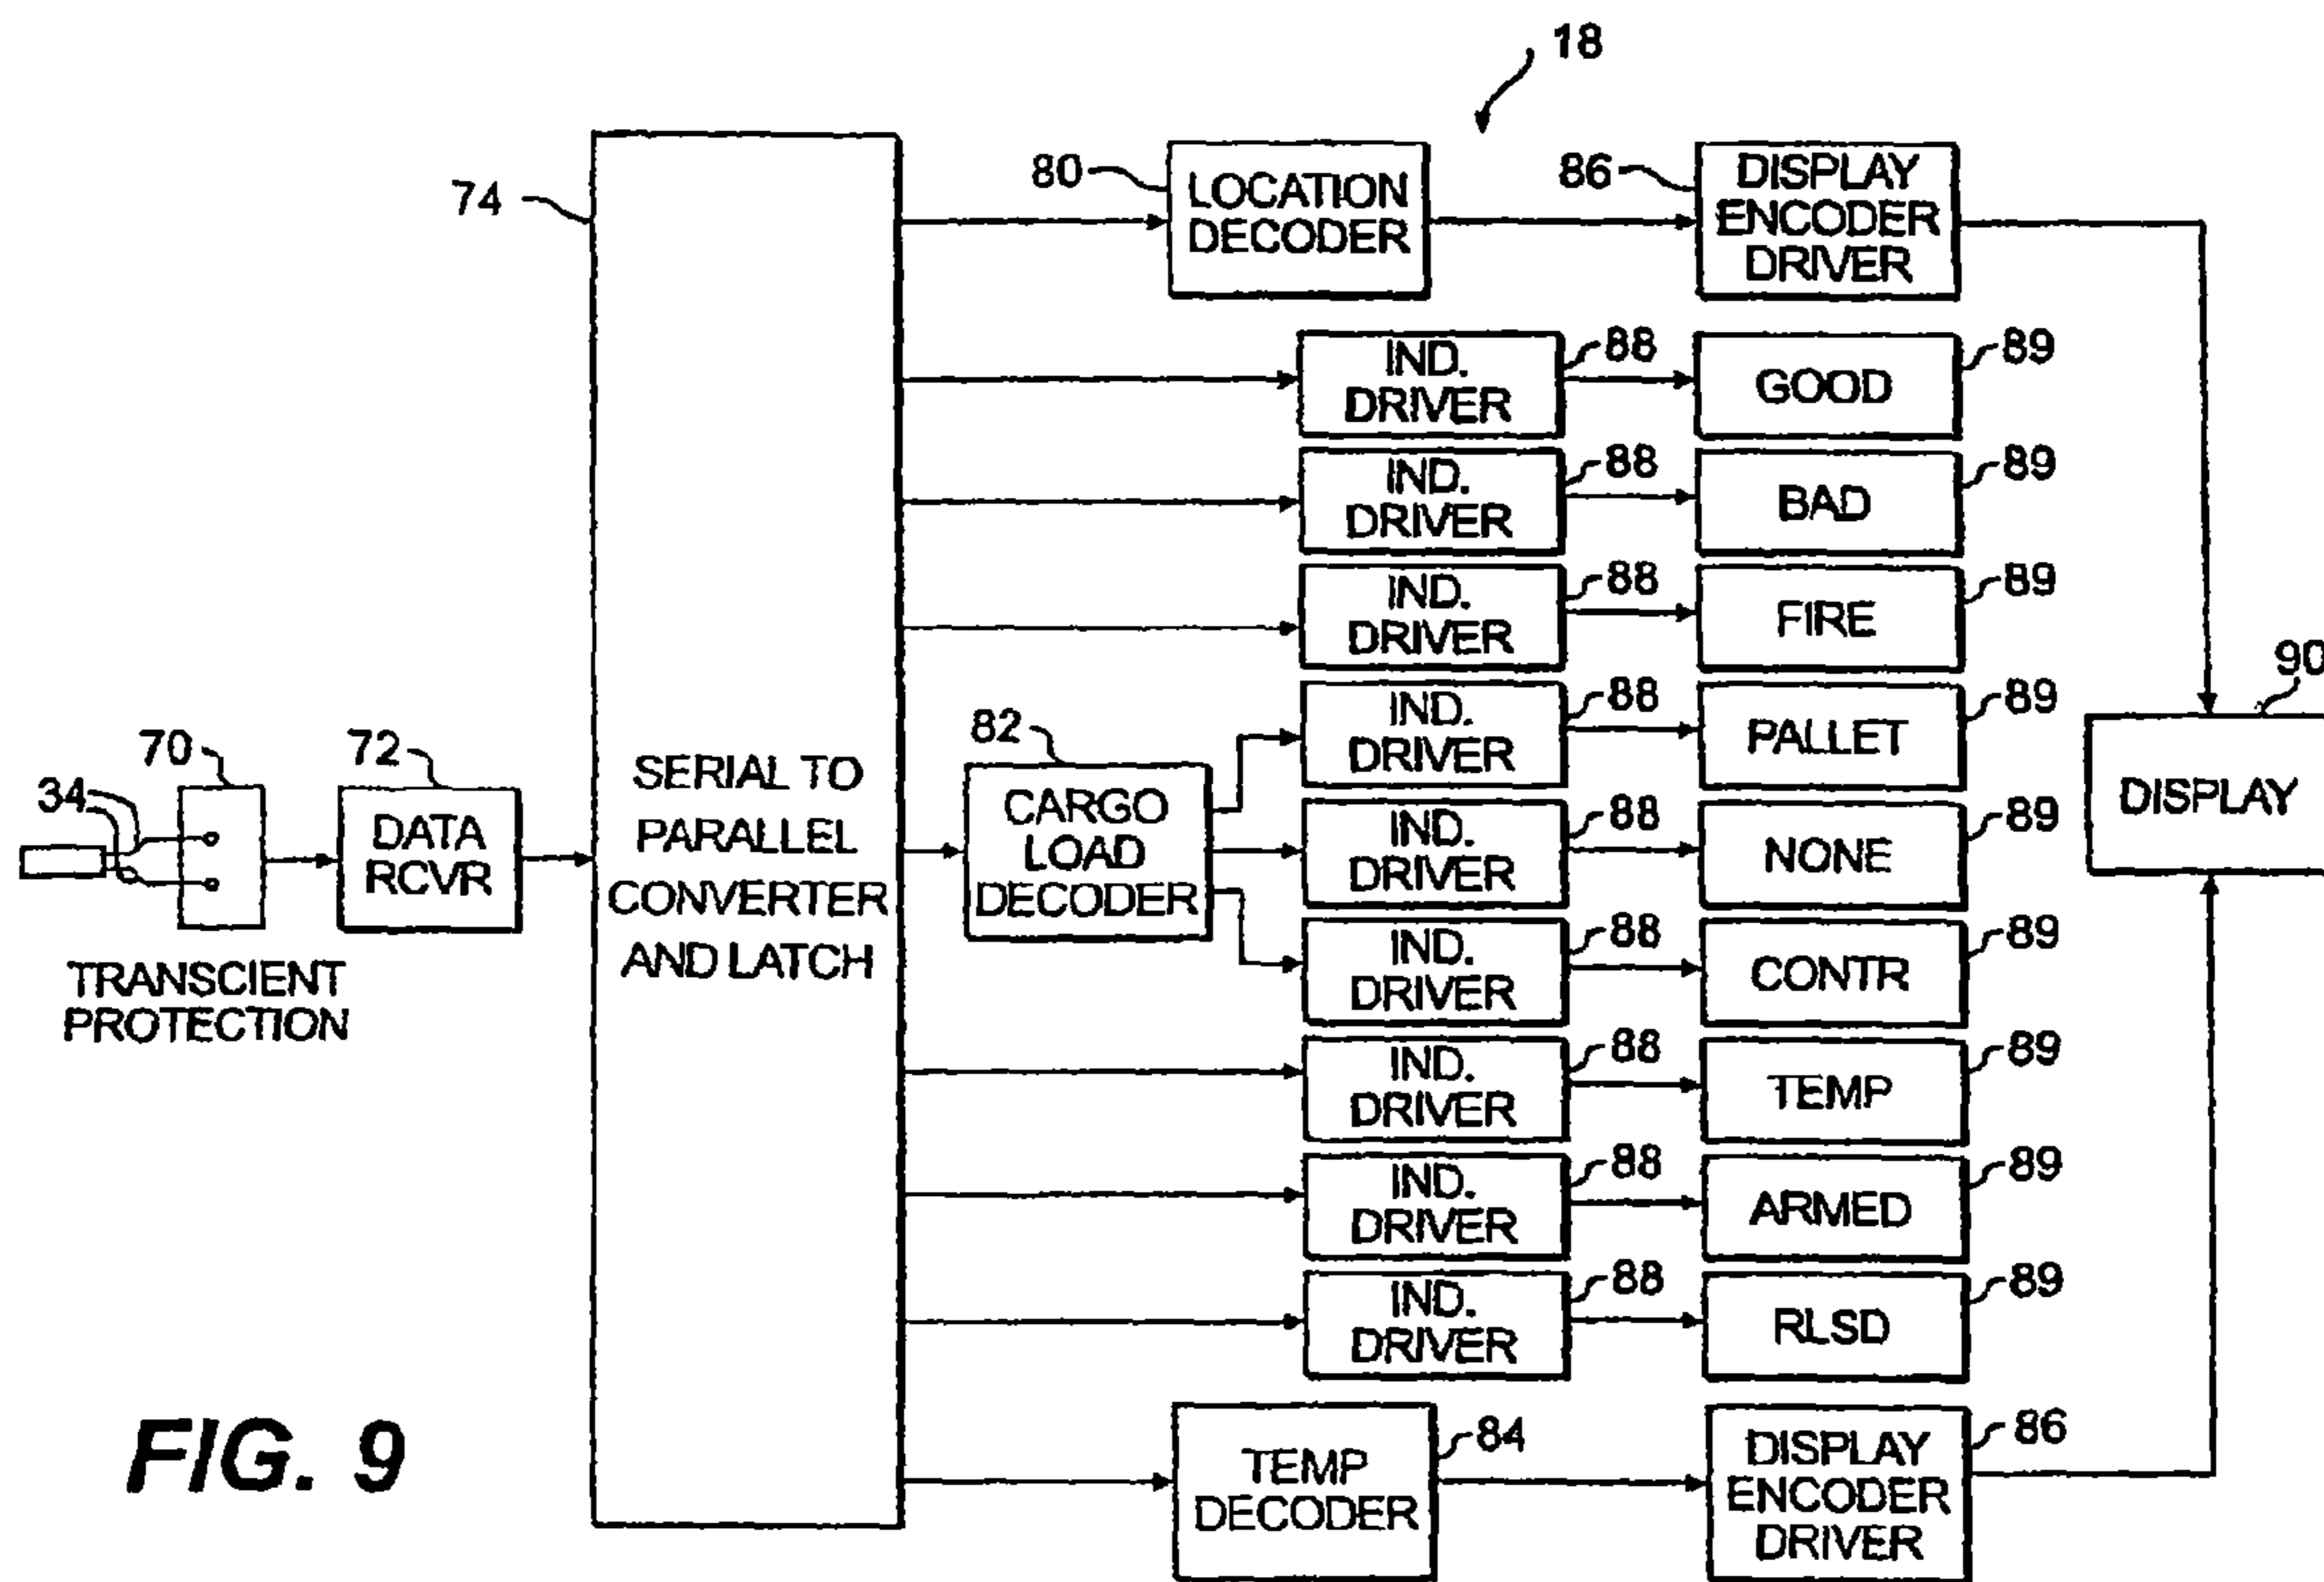 18
74
80
LOCATION
DECODER
86
DISPLAY
ENCODER
DRIVER
IND.
DRIVER
88
GOOD
89
IND.
DRIVER
88
BAD
89
IND.
DRIVER
88
FIRE
89
IND.
DRIVER
88
PALLET
89
90
DISPLAY
34
70
TRANSCIENT
PROTECTION
72
DATA
RCVR
SERIAL TO
PARALLEL
CONVERTER
AND LATCH
82
CARGO
LOAD
DECODER
IND.
DRIVER
88
NONE
89
IND.
DRIVER
88
CONTR
89
IND.
DRIVER
88
TEMP
89
IND.
DRIVER
88
ARMED
89
IND.
DRIVER
88
RLSD
89
TEMP
DECODER
84
DISPLAY
ENCODER
DRIVER
86
FIG. 9